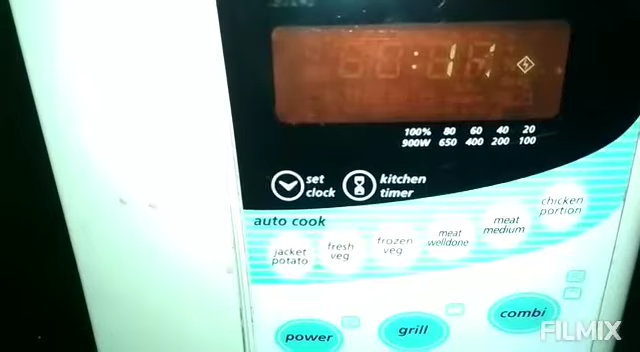 :11
100% 80 60 40 20
900W 650 400 200 100
set clock
kitchen timer
auto cook
jacket potato
fresh veg
frozen veg
meat welldone
meat medium
chicken portion
power
grill
combi
FILMIX